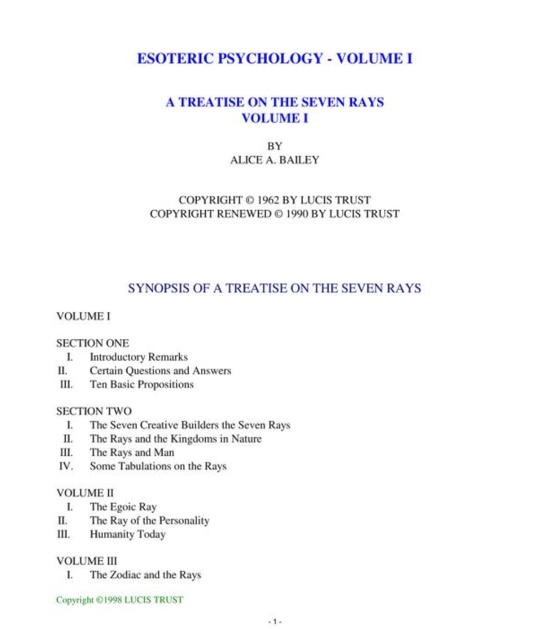 ESOTERIC PSYCHOLOGY - VOLUME I
A TREATISE ON THE SEVEN RAYS
VOLUME I
BY
ALICE A. BAILEY
COPYRIGHT © 1962 BY LUCIS TRUST
COPYRIGHT RENEWED © 1990 BY LUCIS TRUST
SYNOPSIS OF A TREATISE ON THE SEVEN RAYS
VOLUME I
SECTION ONE
I. Introductory Remarks
II. Certain Questions and Answers
III. Ten Basic Propositions
SECTION TWO
I. The Seven Creative Builders the Seven Rays
II. The Rays and the Kingdoms in Nature
III. The Rays and Man
IV. Some Tabulations on the Rays
VOLUME II
I. The Egoic Ray
II. The Ray of the Personality
III. Humanity Today
VOLUME III
I. The Zodiac and the Rays
Copyright ©1998 LUCIS TRUST
- 1 -